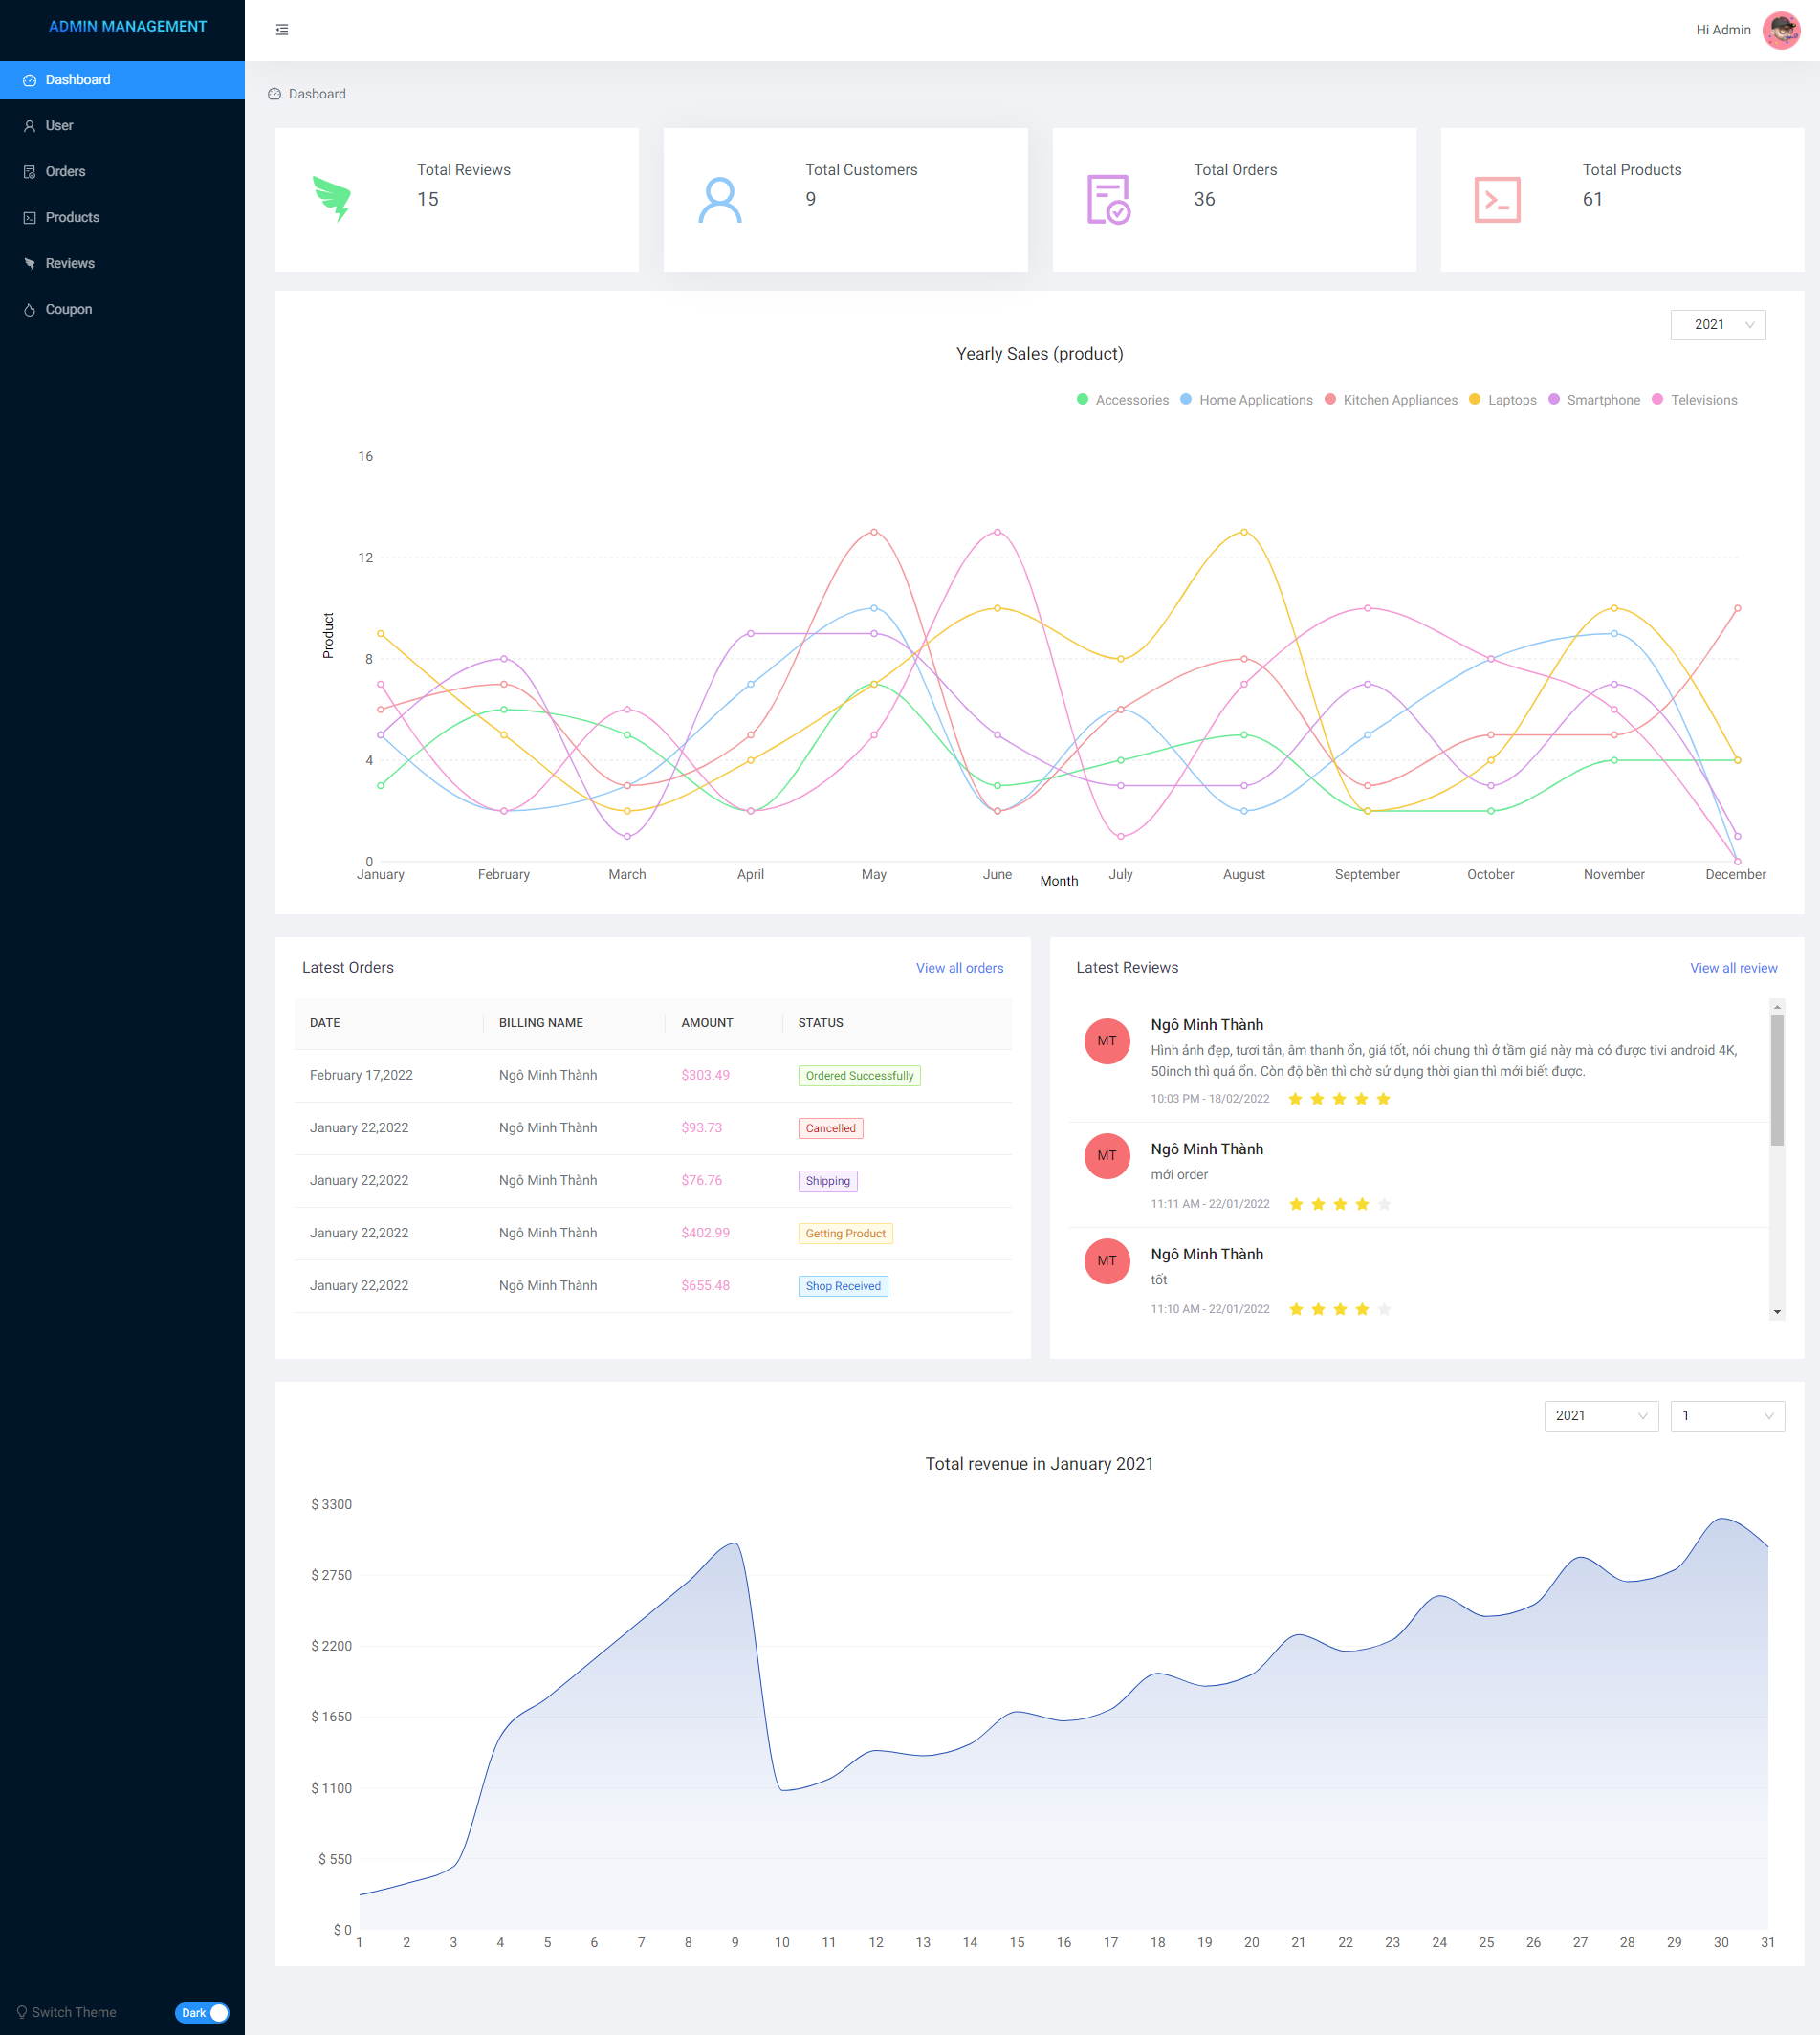 ADMIN MANAGEMENT
Hi Admin
Dashboard
User
Orders
Products
Reviews
Coupon
Switch Theme
Dark
Dasboard
Total Reviews
15
Total Customers
9
Total Orders
36
Total Products
61
2021
Yearly Sales (product)
Accessories Home Applications Kitchen Appliances Laptops Smartphone Televisions
16
12
8
4
0
Product
January February March April May June July August September October November December
Month
Latest Orders View all orders
DATE BILLING NAME AMOUNT STATUS
February 17,2022 Ngô Minh Thành $303.49 Ordered Successfully
January 22,2022 Ngô Minh Thành $93.73 Cancelled
January 22,2022 Ngô Minh Thành $76.76 Shipping
January 22,2022 Ngô Minh Thành $402.99 Getting Product
January 22,2022 Ngô Minh Thành $655.48 Shop Received
Latest Reviews View all review
MT
Ngô Minh Thành
Hình ảnh đẹp, tươi tắn, âm thanh ổn, giá tốt, nói chung thì ở tầm giá này mà có được tivi android 4K,
50inch thì quá ổn. Còn độ bền thì chờ sử dụng thời gian thì mới biết được.
10:03 PM - 18/02/2022
MT
Ngô Minh Thành
mới order
11:11 AM - 22/01/2022
MT
Ngô Minh Thành
tốt
11:10 AM - 22/01/2022
2021 1
Total revenue in January 2021
$ 3300
$ 2750
$ 2200
$ 1650
$ 1100
$ 550
$ 0
1 2 3 4 5 6 7 8 9 10 11 12 13 14 15 16 17 18 19 20 21 22 23 24 25 26 27 28 29 30 31